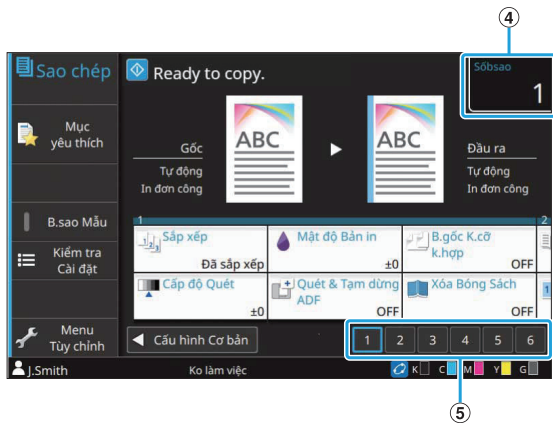 ④
Sao chép
Ready to copy.
Sốbsao
1
Mục
yêu thích
Gốc
Tự động
In đơn công
ABC
ABC
Đầu ra
Tự động
In đơn công
B.sao Mẫu
Kiểm tra
Cài đặt
Menu
Tùy chỉnh
1
2
1 2 3
Sắp xếp
Đã sắp xếp
Mật độ Bản in
±0
B.gốc K.cỡ
k.hợp
OFF
Cấp độ Quét
±0
Quét & Tạm dừng
ADF
OFF
Xóa Bóng Sách
OFF
1
Cấu hình Cơ bản
1 2 3 4 5 6
J.Smith
Ko làm việc
K C M Y G
⑤